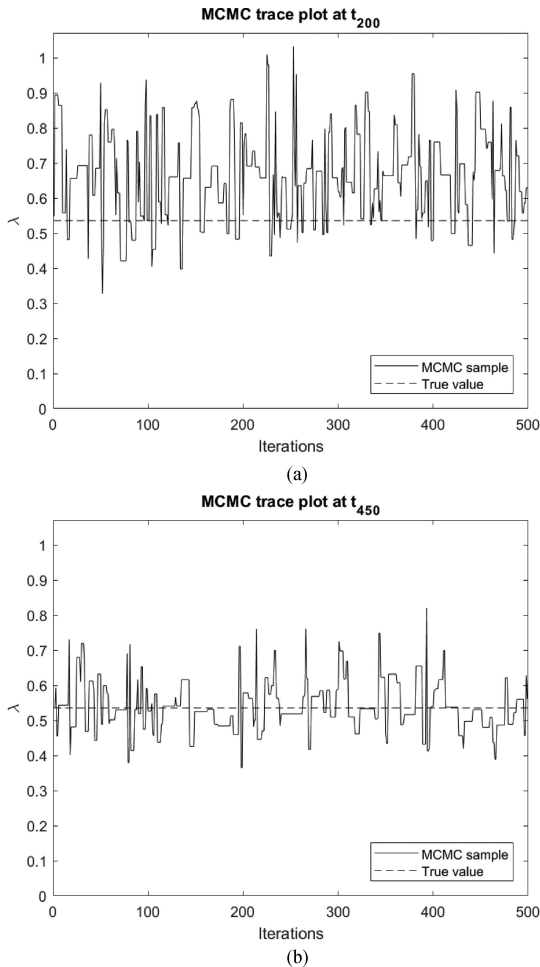 MCMC trace plot at t200
1
0.9
0.8
0.7
0.6
0.5
0.4
0.3
0.2
0.1
0
λ
MCMC sample
True value
0 100 200 300 400 500
Iterations
(a)
MCMC trace plot at t450
1
0.9
0.8
0.7
0.6
0.5
0.4
0.3
0.2
0.1
0
λ
MCMC sample
True value
0 100 200 300 400 500
Iterations
(b)